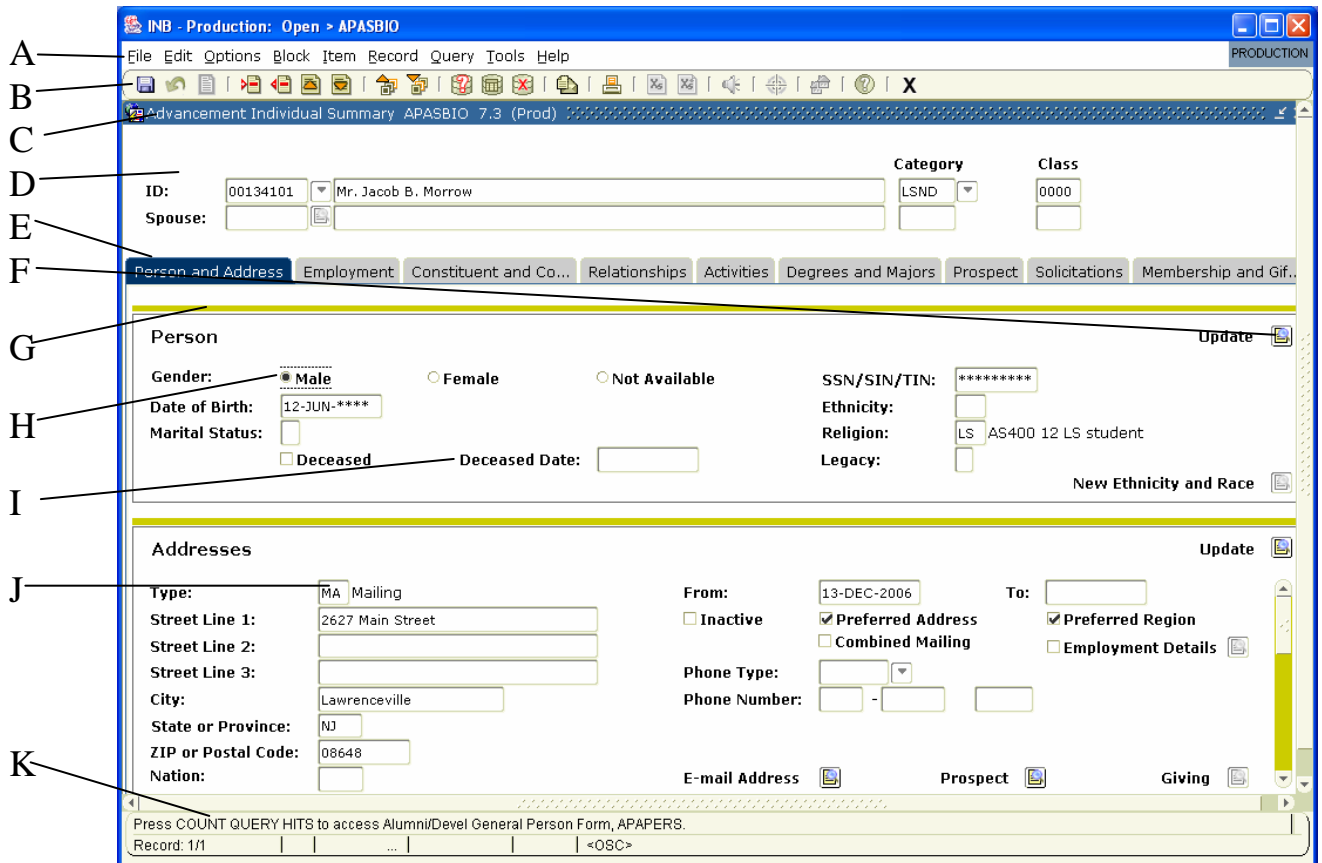 INB - Production: Open > APASBIO
A File Edit Options Block Item Record Query Tools Help PRODUCTION
B X
C Advancement Individual Summary APASBIO 7.3 (Prod)
Category Class
D ID: 00134101 Mr. Jacob B. Morrow LSND 0000
Spouse:
E
F Person and Address Employment Constituent and Co... Relationships Activities Degrees and Majors Prospect Solicitations Membership and Gif..
G Person Update
Gender: Male Female Not Available SSN/SIN/TIN: *********
Date of Birth: 12-JUN-**** Ethnicity:
H Marital Status: Religion: LS AS400 12 LS student
Deceased Deceased Date: Legacy:
I New Ethnicity and Race
Addresses Update
J Type: MA Mailing From: 13-DEC-2006 To:
Street Line 1: 2627 Main Street Inactive Preferred Address Preferred Region
Street Line 2: Combined Mailing Employment Details
Street Line 3: Phone Type:
City: Lawrenceville Phone Number: -
State or Province: NJ
ZIP or Postal Code: 08648
K Nation: E-mail Address Prospect Giving
Press COUNT QUERY HITS to access Alumni/Devel General Person Form, APAPERS.
Record: 1/1 ... <OSC>